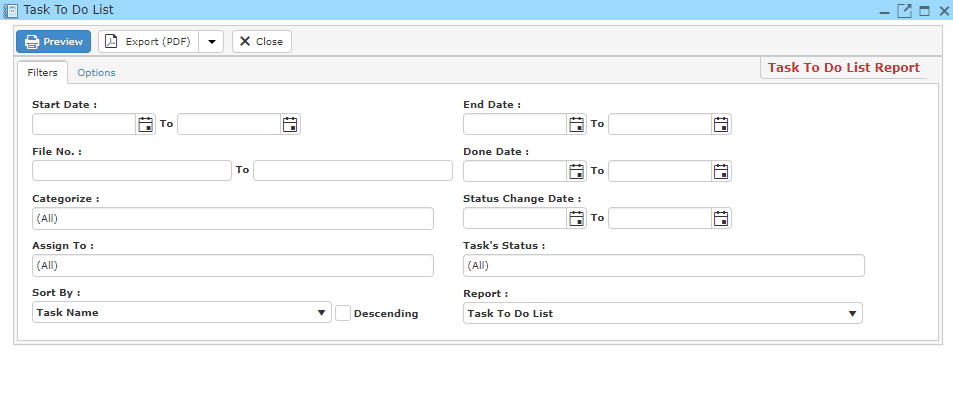 Task To Do List
Preview Export (PDF) Close
Filters Options Task To Do List Report
Start Date : End Date :
To To
File No. : Done Date :
To To
Categorize : Status Change Date :
(All) To
Assign To : Task's Status :
(All) (All)
Sort By : Report :
Task Name Descending Task To Do List